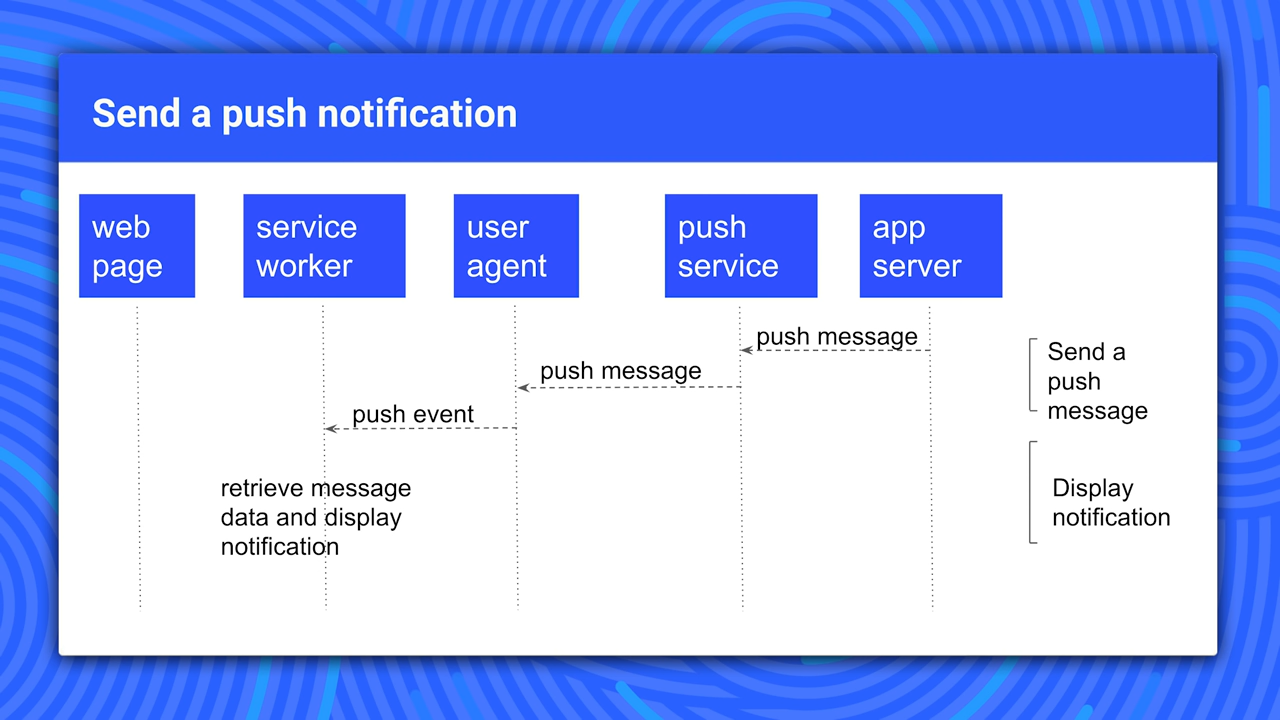 Send a push notification
web
page
service
worker
user
agent
push
service
app
server
push message
push message
push event
retrieve message
data and display
notification
Send a
push
message
Display
notification